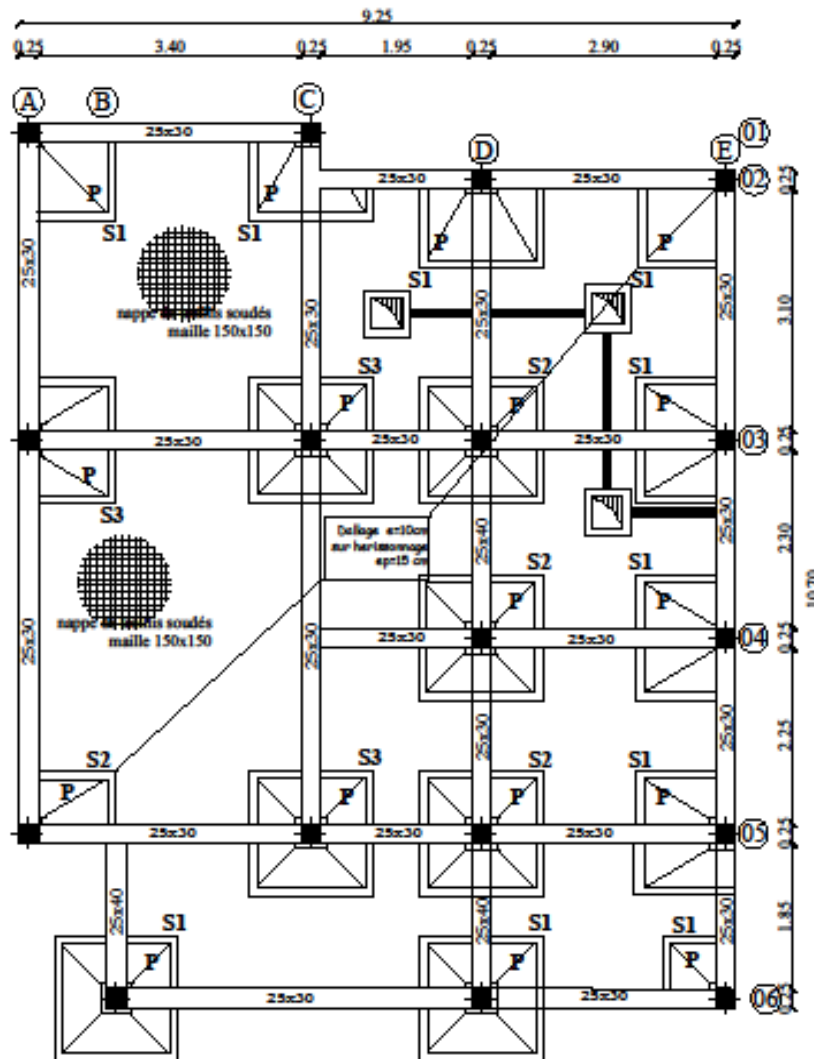 9.25
0.25 3.40 0.25 1.95 0.25 2.90 0.25
A B C
01
25x30
D E
02
25x30 25x30
0.25
P P
S1 S1
P P
25x30
S1 S1
25x30 25x30 25x30
3.10
nappe soudés
maille 150x150
S3 S2 S1
P P
25x30 25x30 25x30
03
0.25
P
S3
Dallage e=10cm
sur herissonnage
ep=15 cm
25x40
25x30
2.30
10.70
S2 S1
P
nappe soudés
maille 150x150
25x30 25x30
25x30
04
0.25
25x30 25x30
2.25
S2 S3 S2 S1
P P P P
25x30 25x30 25x30
05
0.25
25x40 25x40 25x30
1.85
S1 S1 S1
P P P
25x30 25x30
06